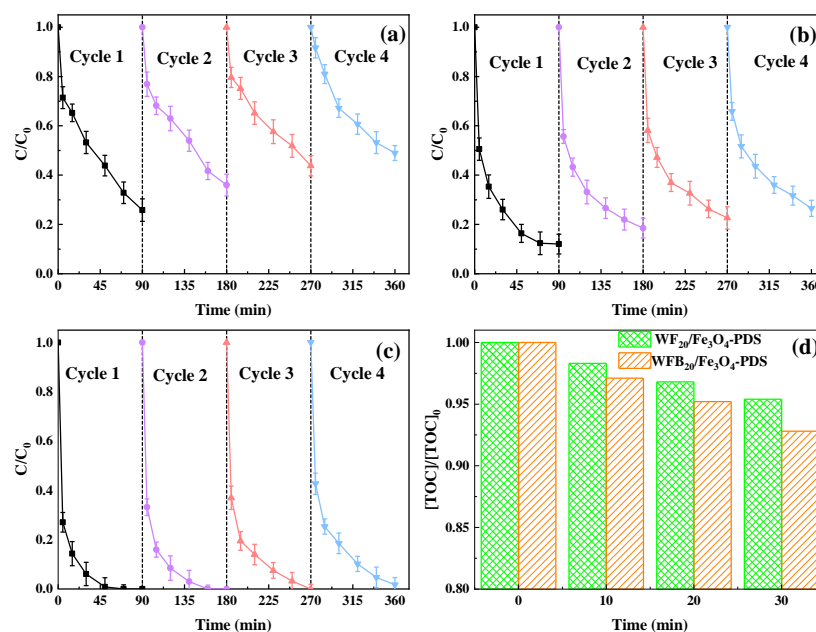 (a)
Cycle 1 Cycle 2 Cycle 3 Cycle 4
C/C₀
1.0
0.8
0.6
0.4
0.2
0.0
0 45 90 135 180 225 270 315 360
Time (min)
(b)
Cycle 1 Cycle 2 Cycle 3 Cycle 4
C/C₀
1.0
0.8
0.6
0.4
0.2
0.0
0 45 90 135 180 225 270 315 360
Time (min)
(c)
Cycle 1 Cycle 2 Cycle 3 Cycle 4
C/C₀
1.0
0.8
0.6
0.4
0.2
0.0
0 45 90 135 180 225 270 315 360
Time (min)
WF₂₀/Fe₃O₄-PDS
WFB₂₀/Fe₃O₄-PDS
(d)
[TOC]/[TOC]₀
1.00
0.95
0.90
0.85
0.80
0 10 20 30
Time (min)